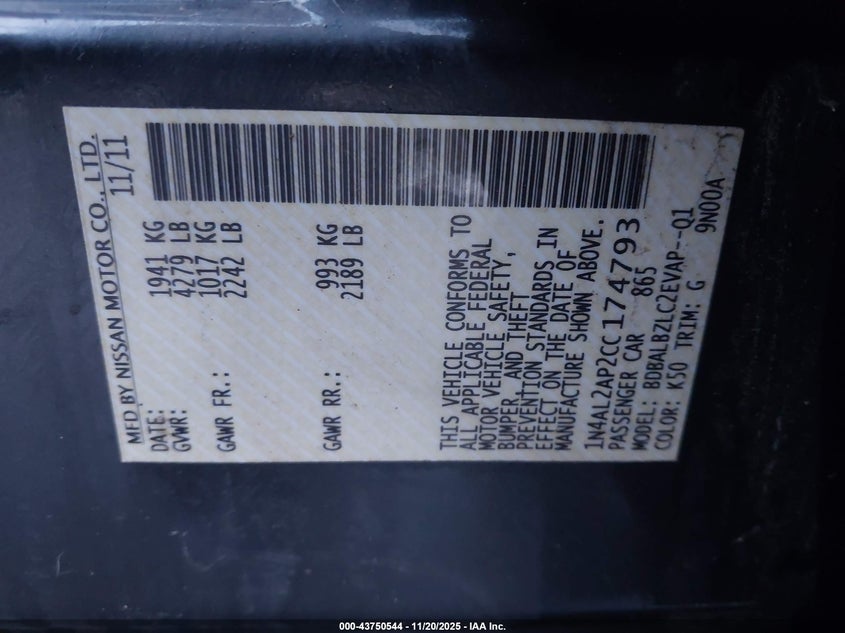 MFD BY NISSAN MOTOR CO., LTD.
DATE: 11/11
GVWR: 1941 KG
4279 LB
GAWR FR.: 1017 KG
2242 LB
GAWR RR.: 993 KG
2189 LB
THIS VEHICLE CONFORMS TO
ALL APPLICABLE FEDERAL
MOTOR VEHICLE SAFETY,
BUMPER, AND THEFT
PREVENTION STANDARDS IN
EFFECT ON THE DATE OF
MANUFACTURE SHOWN ABOVE.
1N4AL2AP2CC174793
PASSENGER CAR 865
MODEL: BDBALBZLC2EVAP--Q1
COLOR: K50 TRIM: G 9N00A
000-43750544 - 11/20/2025 - IAA Inc.